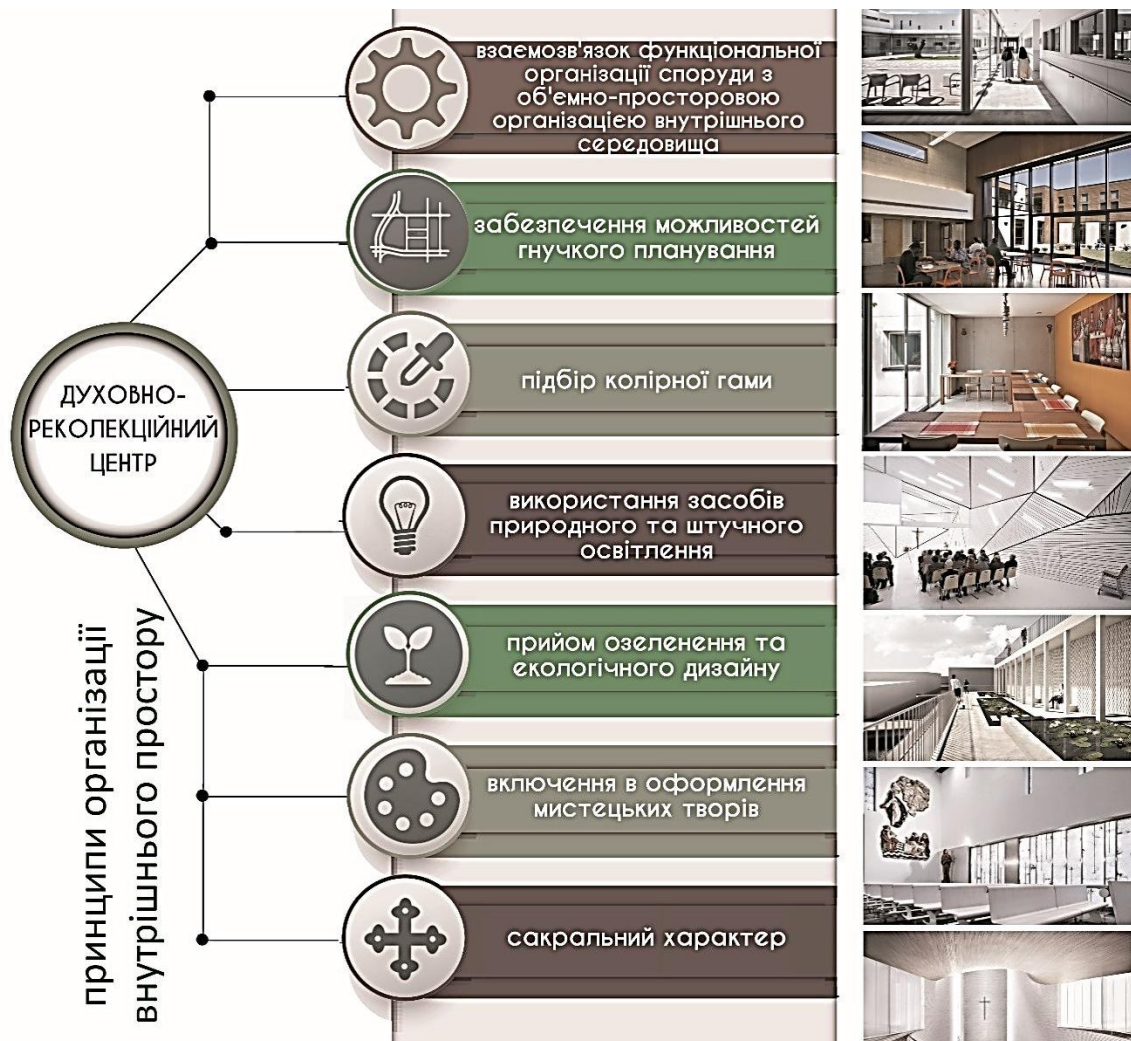 взаємозв'язок функціональної
організації споруди з
об'ємно-просторовою
організацією внутрішнього
середовища
забезпечення можливостей
гнучкого планування
підбір колірної гами
ДУХОВНО-
РЕКОЛЕКЦІЙНИЙ
ЦЕНТР
використання засобів
природного та штучного
освітлення
прийом озеленення та
екологічного дизайну
включення в оформлення
мистецьких творів
сакральний характер
принципи організації
внутрішнього простору